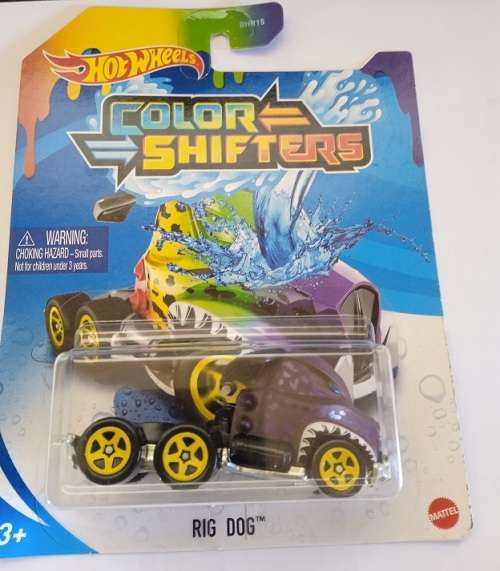 BHR15
HOT WHEELS
COLOR
SHIFTERS
WARNING:
CHOKING HAZARD – Small parts.
Not for children under 3 years.
3+
MATTEL
RIG DOG™